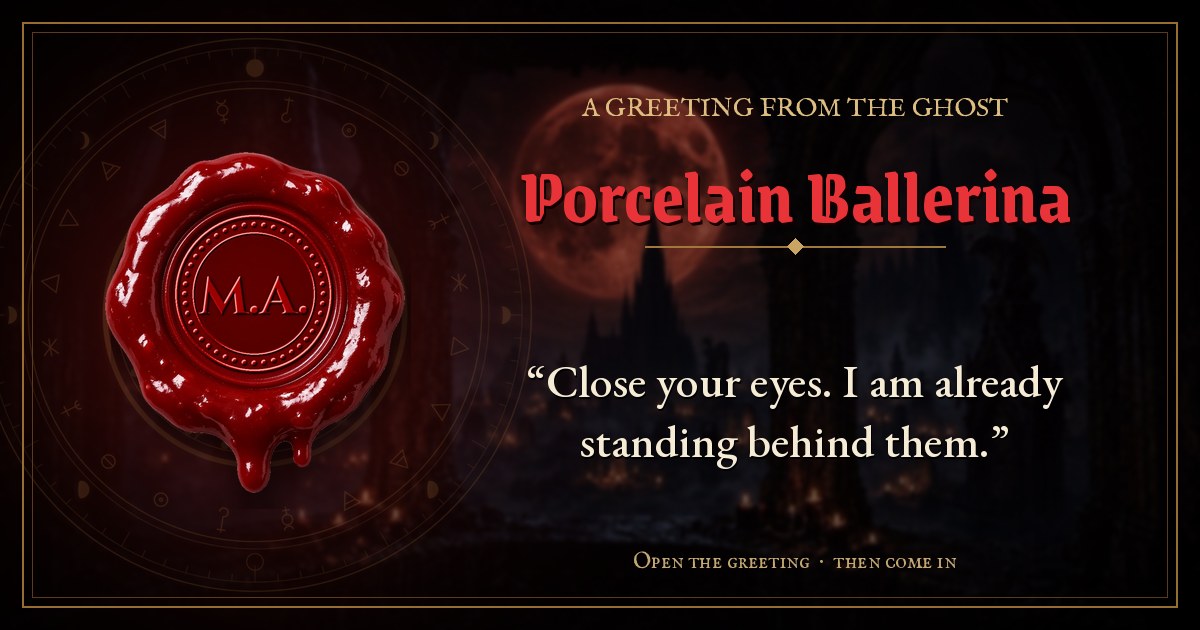 M.A.
A GREETING FROM THE GHOST
Porcelain Ballerina
“Close your eyes. I am already
standing behind them.”
Open the greeting · then come in